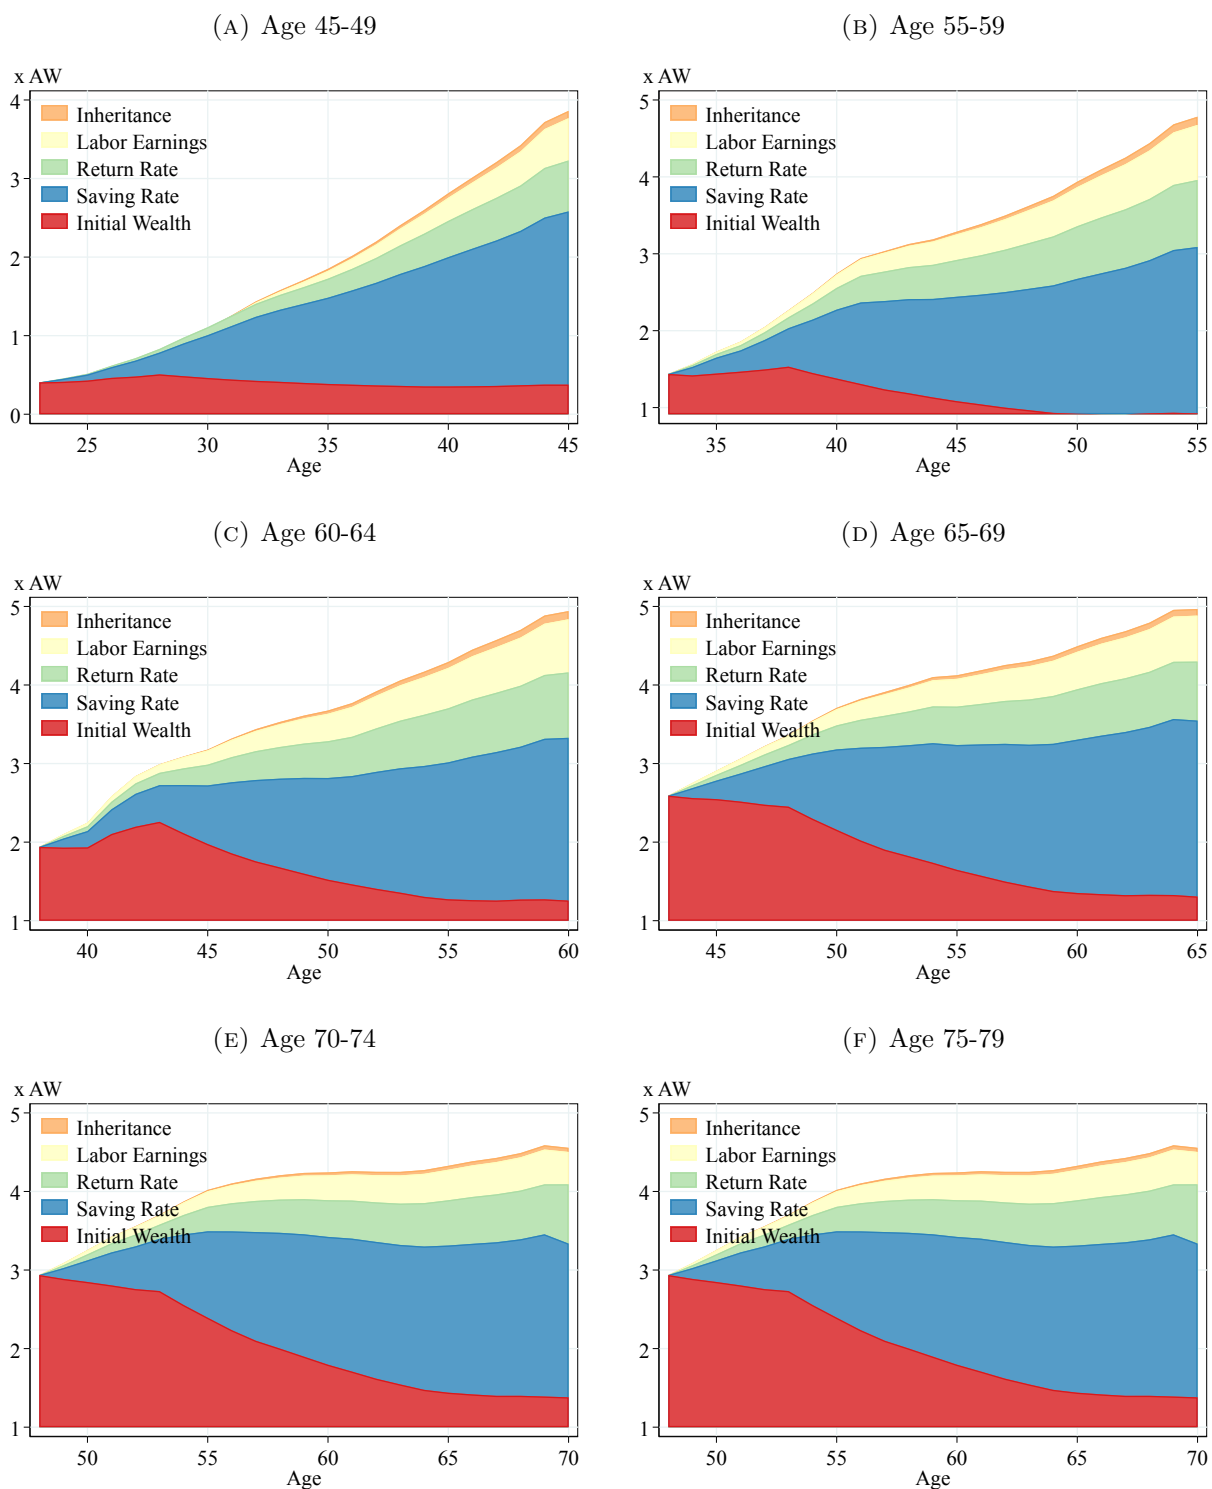 (A) Age 45-49
x AW
4
3
2
1
0
Inheritance
Labor Earnings
Return Rate
Saving Rate
Initial Wealth
25 30 35 40 45
Age
(B) Age 55-59
x AW
5
4
3
2
1
Inheritance
Labor Earnings
Return Rate
Saving Rate
Initial Wealth
35 40 45 50 55
Age
(C) Age 60-64
x AW
5
4
3
2
1
Inheritance
Labor Earnings
Return Rate
Saving Rate
Initial Wealth
40 45 50 55 60
Age
(D) Age 65-69
x AW
5
4
3
2
1
Inheritance
Labor Earnings
Return Rate
Saving Rate
Initial Wealth
45 50 55 60 65
Age
(E) Age 70-74
x AW
5
4
3
2
1
Inheritance
Labor Earnings
Return Rate
Saving Rate
Initial Wealth
50 55 60 65 70
Age
(F) Age 75-79
x AW
5
4
3
2
1
Inheritance
Labor Earnings
Return Rate
Saving Rate
Initial Wealth
50 55 60 65 70
Age